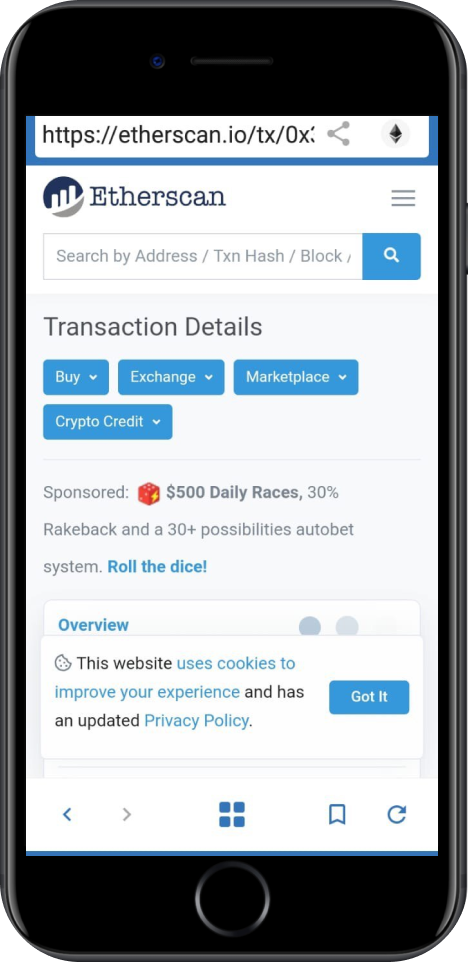 https://etherscan.io/tx/0x
Etherscan
Search by Address / Txn Hash / Block /
Transaction Details
Buy
Exchange
Marketplace
Crypto Credit
Sponsored: $500 Daily Races, 30%
Rakeback and a 30+ possibilities autobet
system. Roll the dice!
Overview
This website uses cookies to
improve your experience and has
an updated Privacy Policy.
Got It